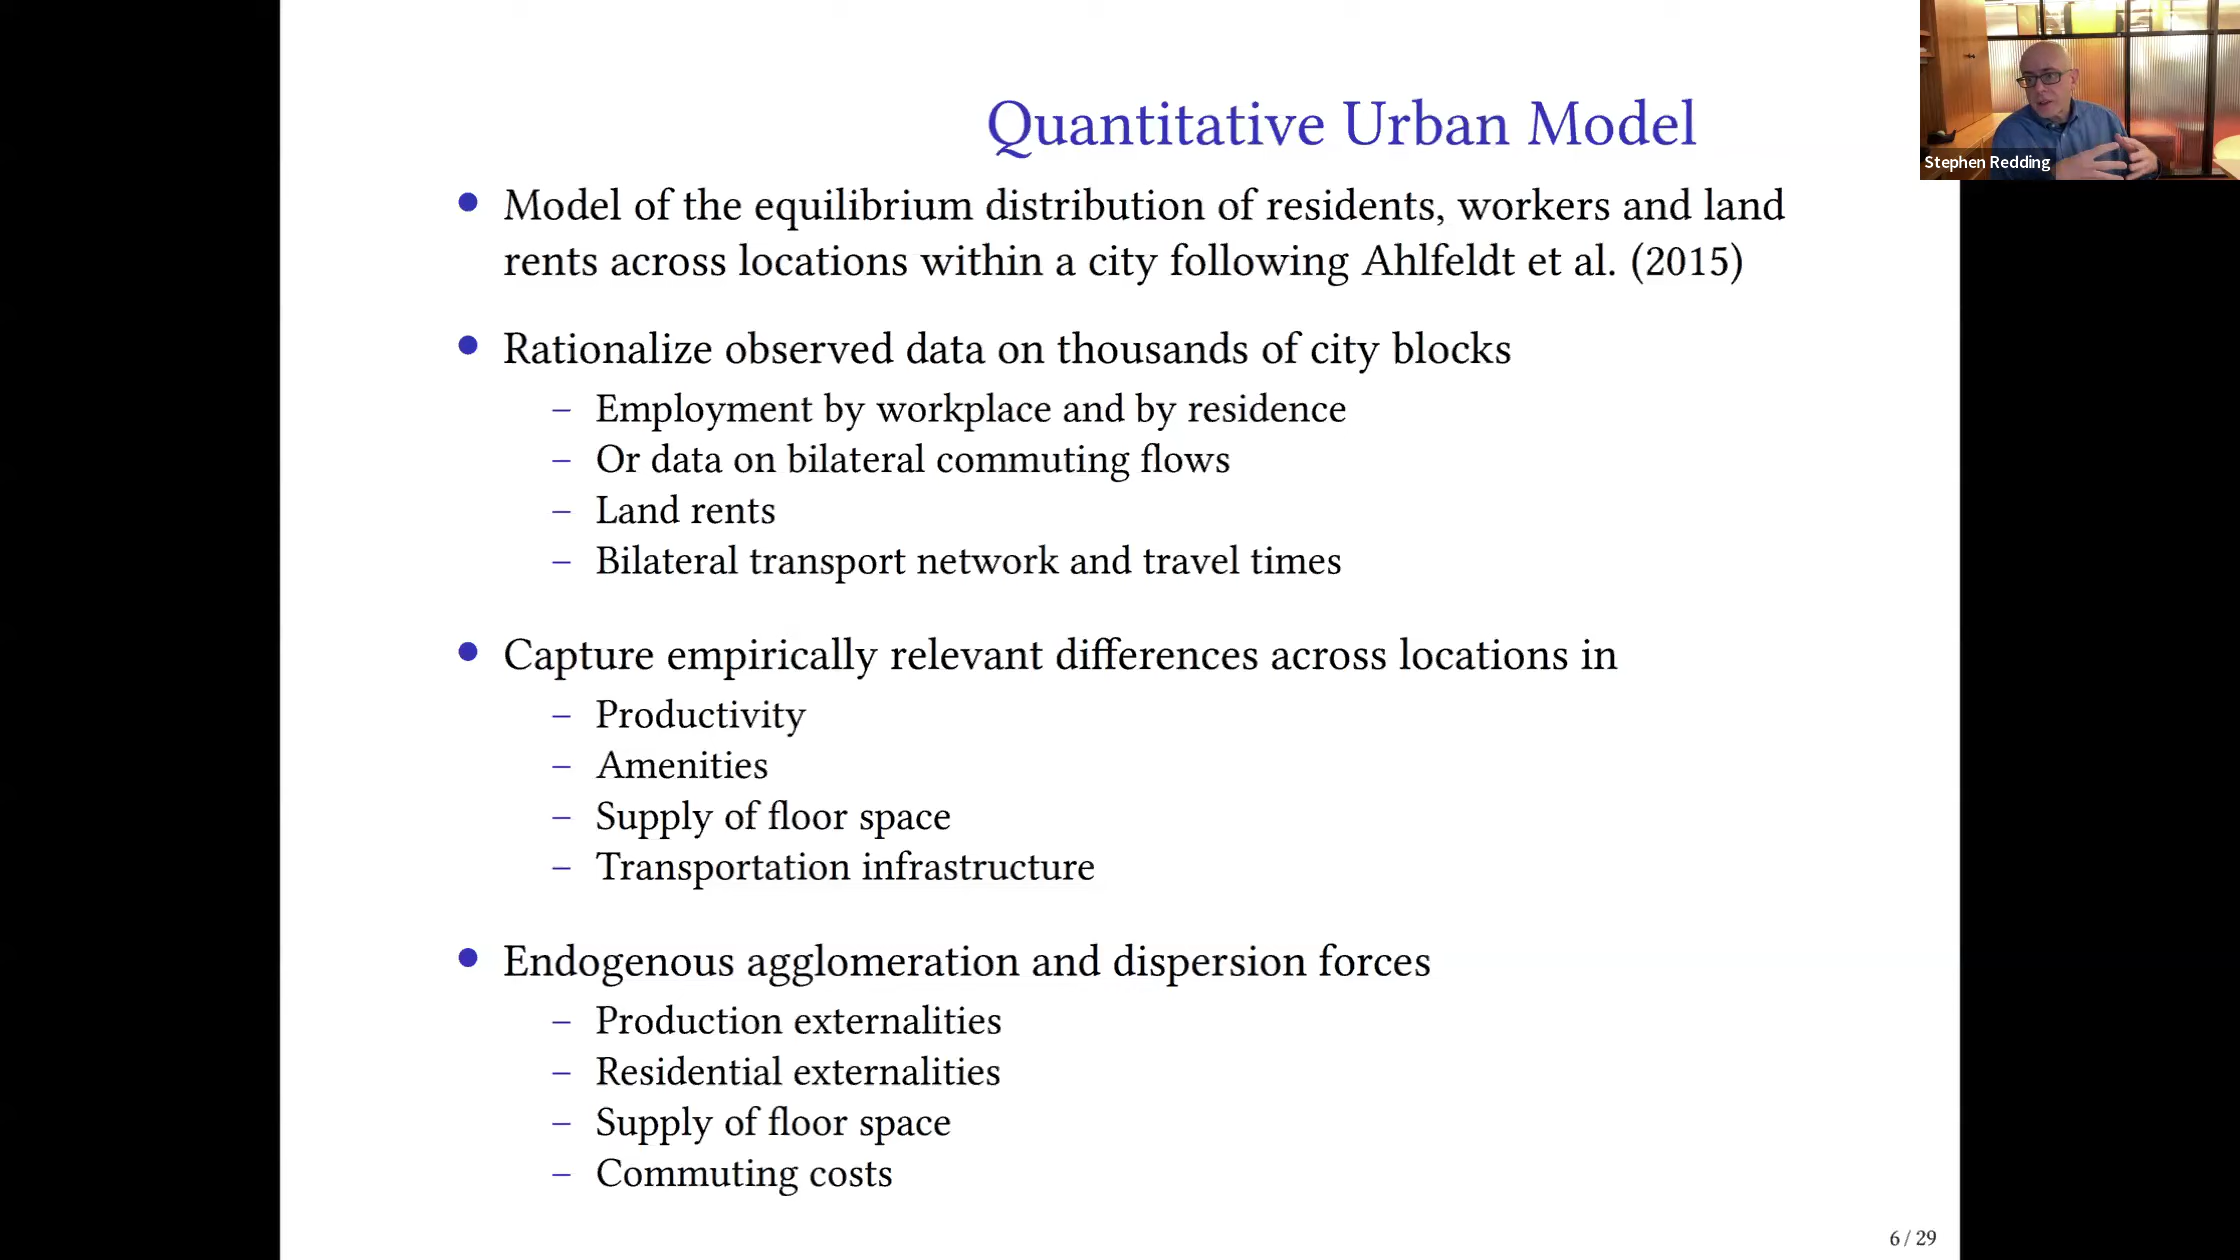 Quantitative Urban Model
Stephen Redding
• Model of the equilibrium distribution of residents, workers and land
rents across locations within a city following Ahlfeldt et al. (2015)
• Rationalize observed data on thousands of city blocks
– Employment by workplace and by residence
– Or data on bilateral commuting flows
– Land rents
– Bilateral transport network and travel times
• Capture empirically relevant differences across locations in
– Productivity
– Amenities
– Supply of floor space
– Transportation infrastructure
• Endogenous agglomeration and dispersion forces
– Production externalities
– Residential externalities
– Supply of floor space
– Commuting costs
6 / 29